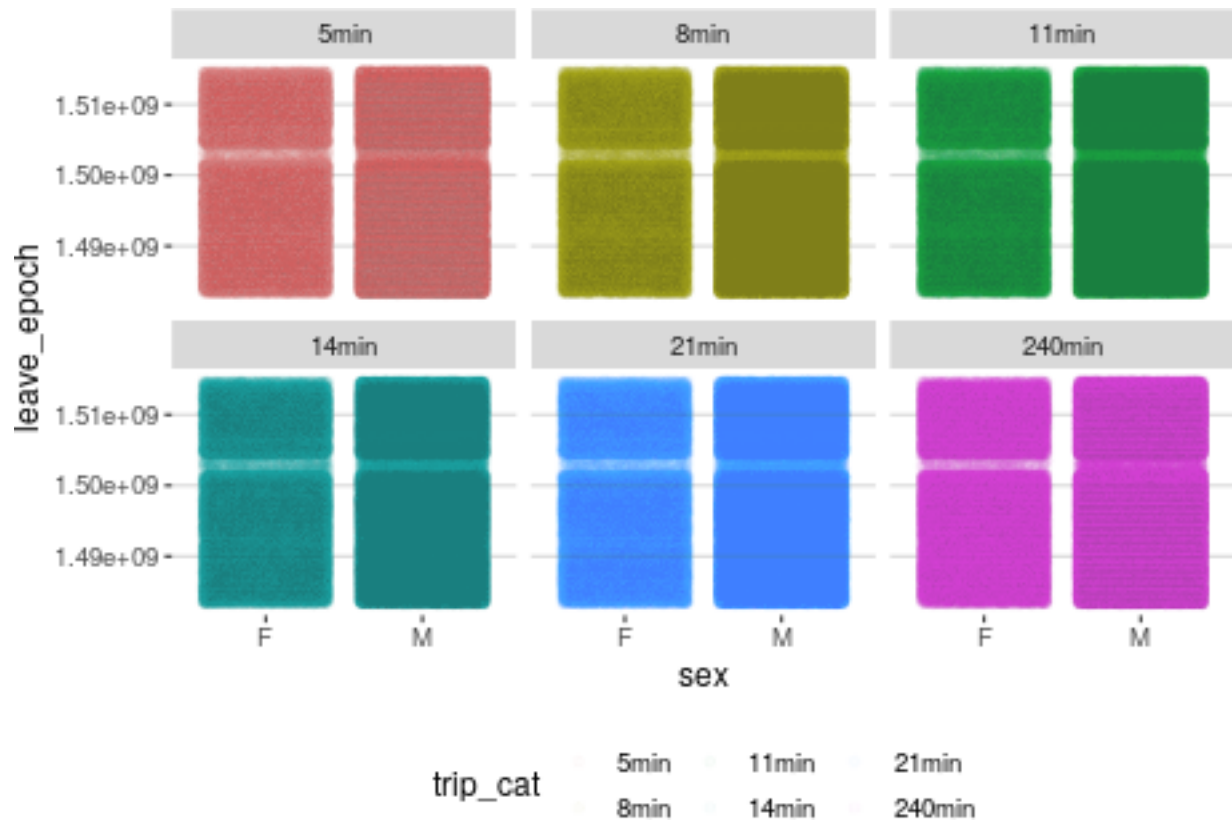 5min 8min 11min
1.51e+09
1.50e+09
1.49e+09
14min 21min 240min
1.51e+09
1.50e+09
1.49e+09
leave_epoch
F M F M F M
sex
trip_cat
5min 11min 21min
8min 14min 240min